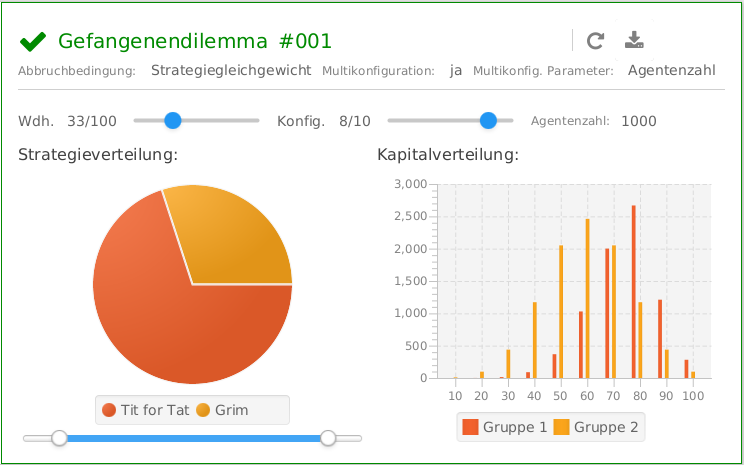 Gefangenendilemma #001
Abbruchbedingung: Strategiegleichgewicht Multikonfiguration: ja Multikonfig. Parameter: Agentenzahl
Wdh. 33/100 Konfig. 8/10 Agentenzahl: 1000
Strategieverteilung:
Tit for Tat Grim
Kapitalverteilung:
3,000
2,500
2,000
1,500
1,000
500
0
10 20 30 40 50 60 70 80 90 100
Gruppe 1 Gruppe 2